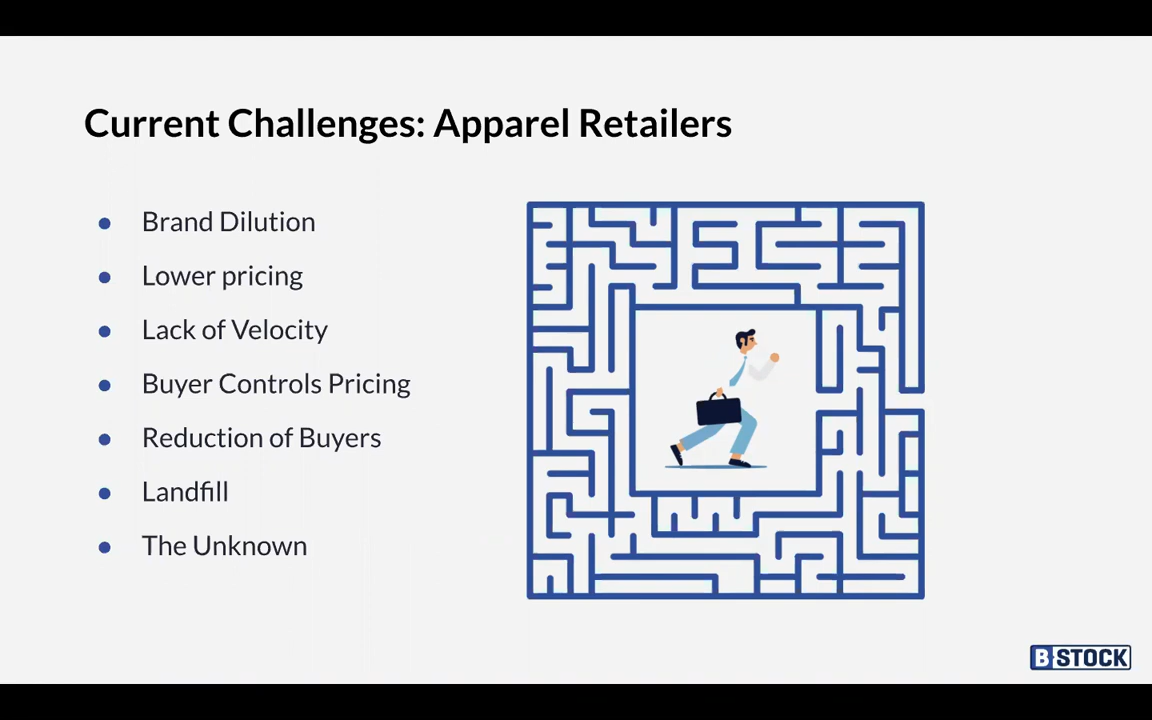 Current Challenges: Apparel Retailers
● Brand Dilution
● Lower pricing
● Lack of Velocity
● Buyer Controls Pricing
● Reduction of Buyers
● Landfill
● The Unknown
B-STOCK